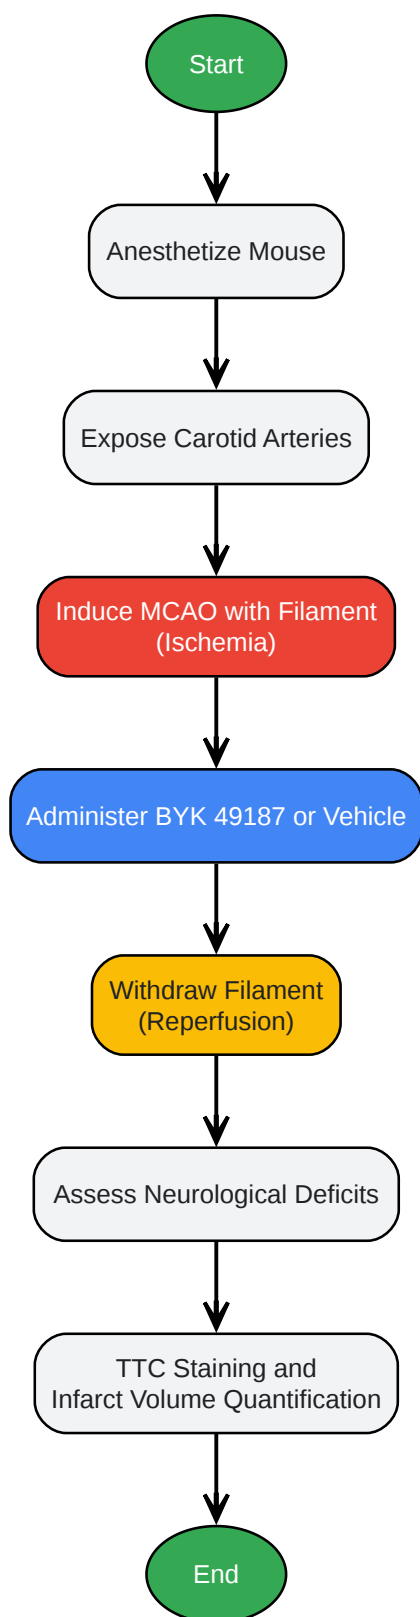 Start
Anesthetize Mouse
Expose Carotid Arteries
Induce MCAO with Filament
(Ischemia)
Administer BYK 49187 or Vehicle
Withdraw Filament
(Reperfusion)
Assess Neurological Deficits
TTC Staining and
Infarct Volume Quantification
End